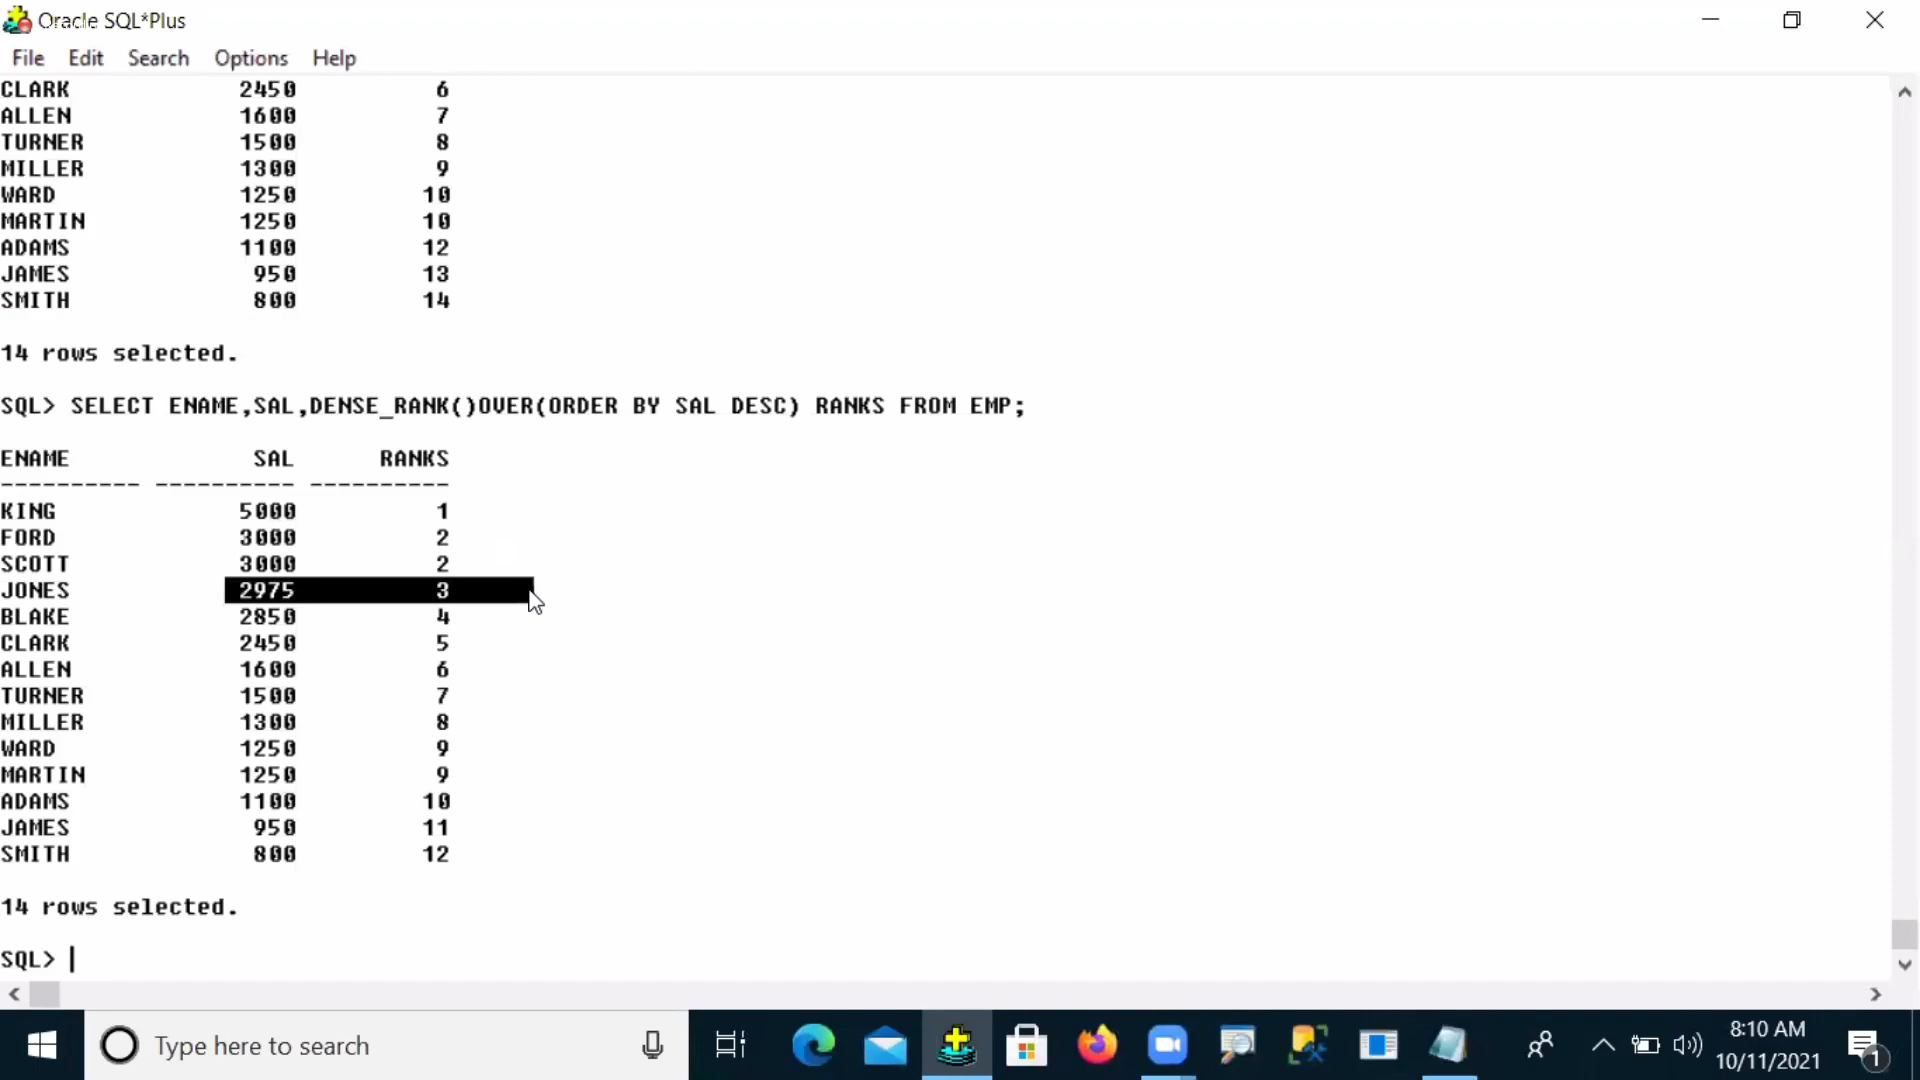 Oracle SQL*Plus
File Edit Search Options Help
CLARK 2450 6
ALLEN 1600 7
TURNER 1500 8
MILLER 1300 9
WARD 1250 10
MARTIN 1250 10
ADAMS 1100 12
JAMES 950 13
SMITH 800 14
14 rows selected.
SQL> SELECT ENAME,SAL,DENSE_RANK()OVER(ORDER BY SAL DESC) RANKS FROM EMP;
ENAME SAL RANKS
---------- ---------- ----------
KING 5000 1
FORD 3000 2
SCOTT 3000 2
JONES 2975 3
BLAKE 2850 4
CLARK 2450 5
ALLEN 1600 6
TURNER 1500 7
MILLER 1300 8
WARD 1250 9
MARTIN 1250 9
ADAMS 1100 10
JAMES 950 11
SMITH 800 12
14 rows selected.
SQL>
Type here to search
8:10 AM
10/11/2021
1